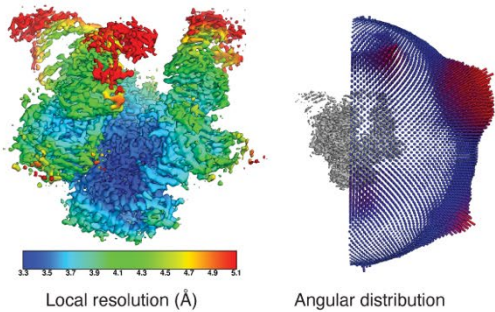 3.3 3.5 3.7 3.9 4.1 4.3 4.5 4.7 4.9 5.1
Local resolution (Å)
Angular distribution